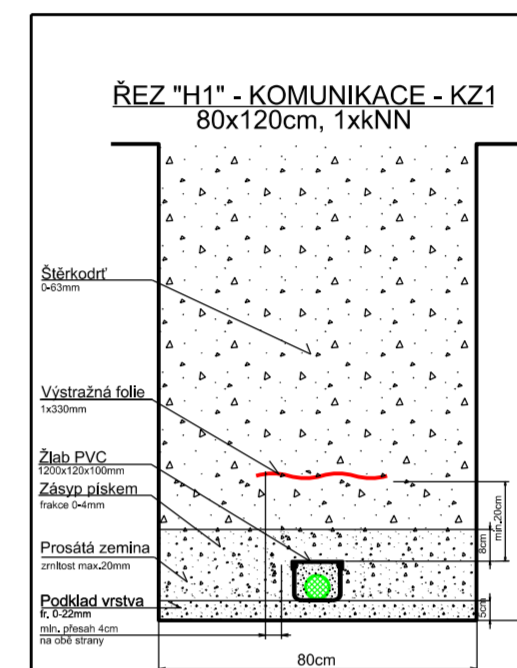 ŘEZ "H1" - KOMUNIKACE - KZ1
80x120cm, 1xkNN
Štěrkodrť
0-63mm
Výstražná folie
1x330mm
Žlab PVC
1200x120x100mm
Zásyp pískem
frakce 0-4mm
Prosátá zemina
zrnitost max.20mm
Podklad vrstva
fr. 0-22mm
min. přesah 4cm
na obě strany
min.20cm
8cm
5cm
80cm